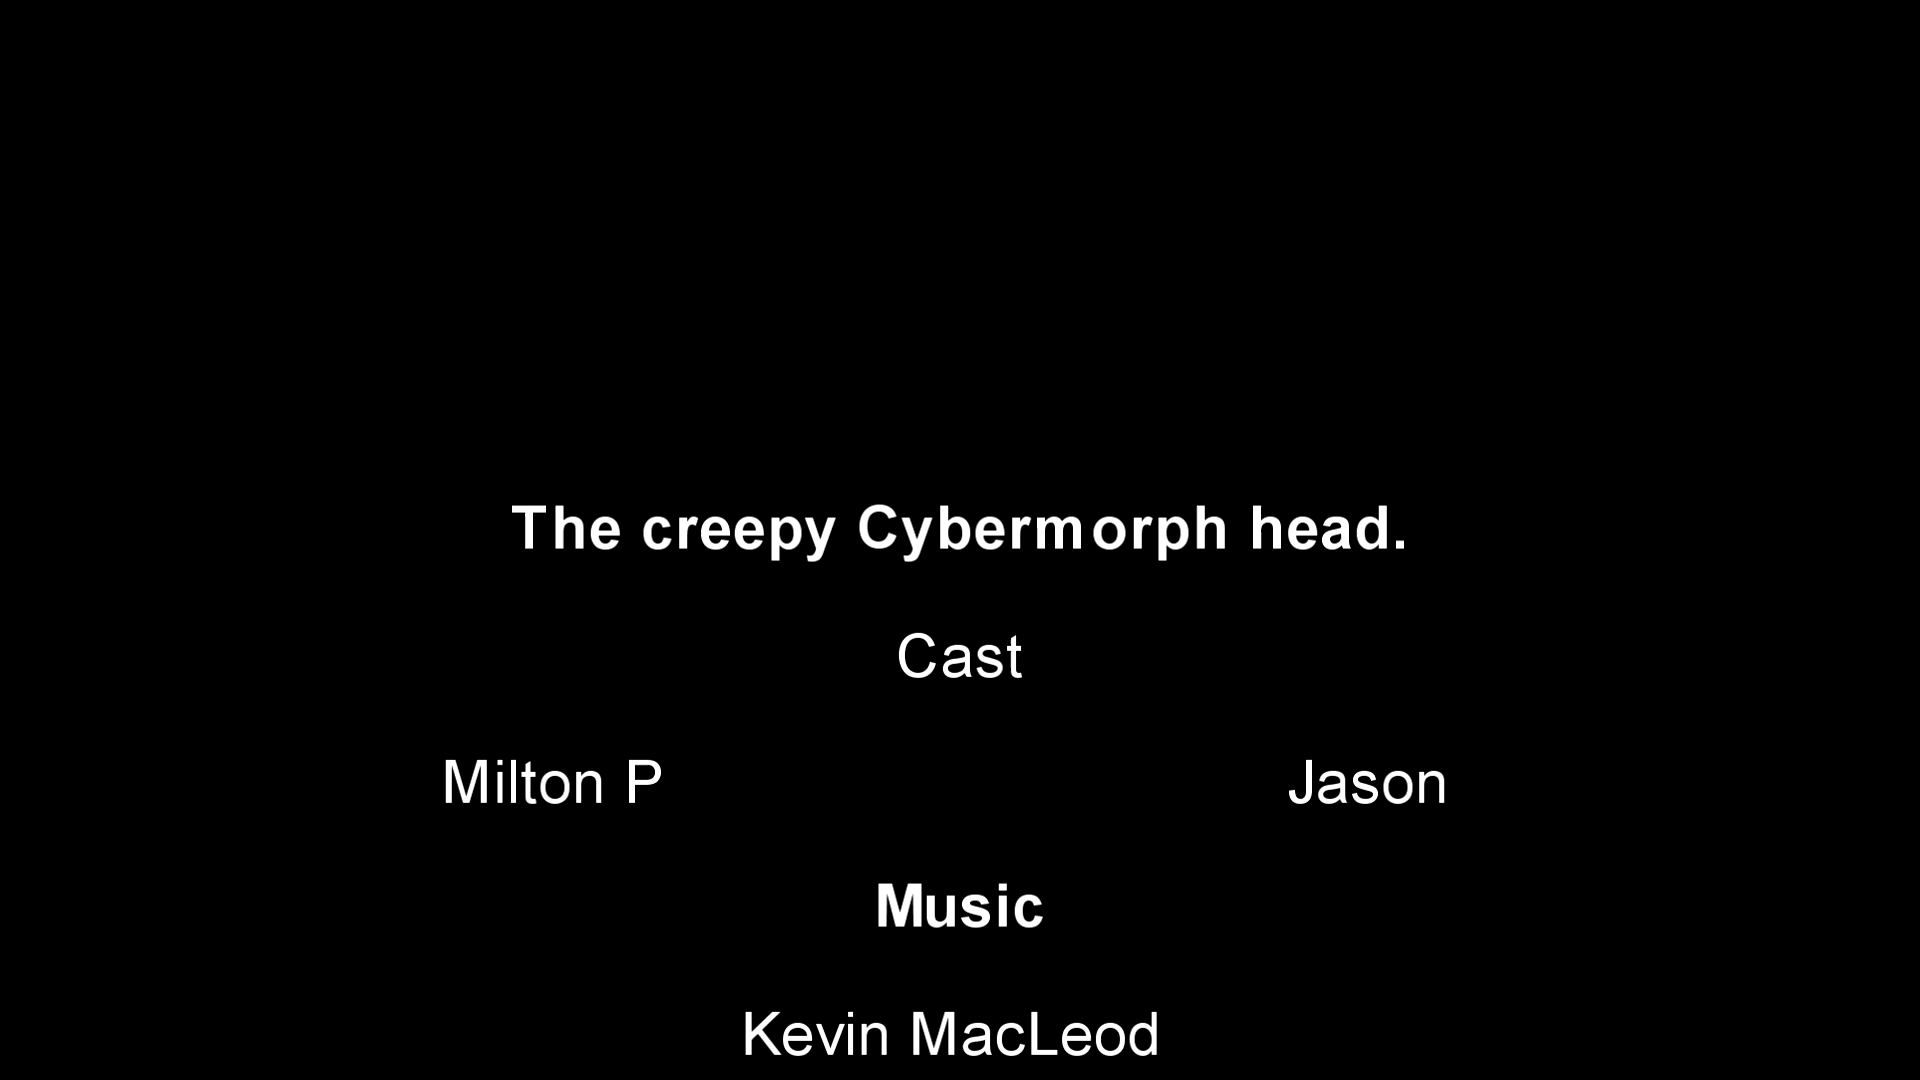 The creepy Cybermorph head.
Cast
Milton P Jason
Music
Kevin MacLeod